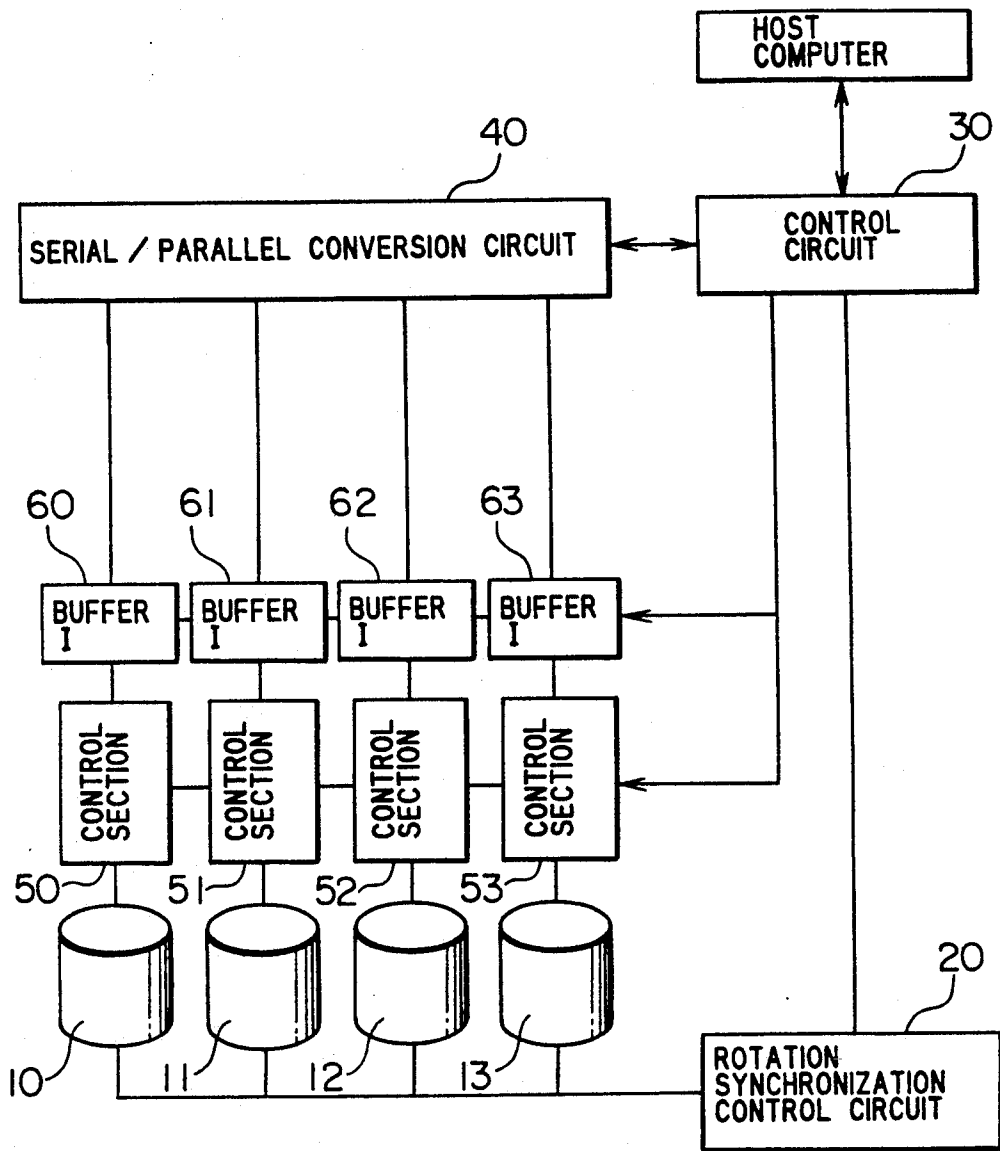 HOST
COMPUTER
40
30
SERIAL / PARALLEL CONVERSION CIRCUIT
CONTROL
CIRCUIT
60
61
62
63
BUFFER
I
BUFFER
I
BUFFER
I
BUFFER
I
CONTROL
SECTION
CONTROL
SECTION
CONTROL
SECTION
CONTROL
SECTION
50
51
52
53
20
10
11
12
13
ROTATION
SYNCHRONIZATION
CONTROL CIRCUIT